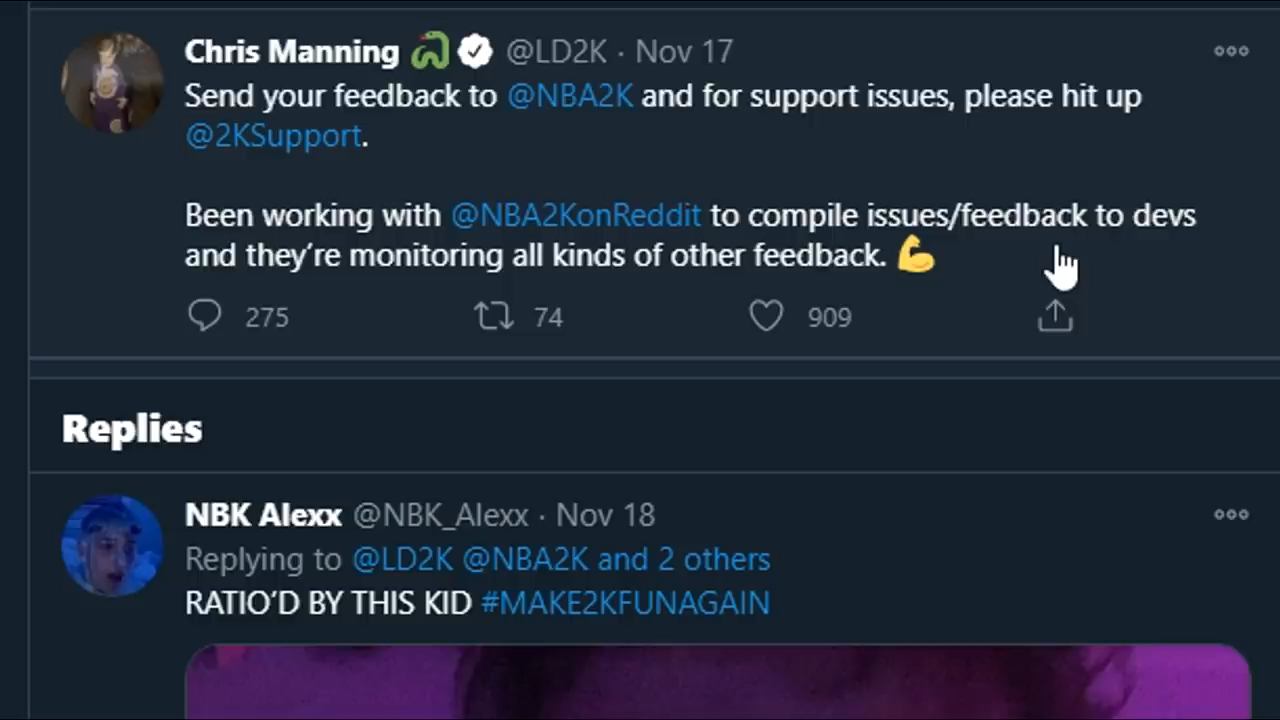 Chris Manning 🐍 @LD2K · Nov 17
Send your feedback to @NBA2K and for support issues, please hit up
@2KSupport.
Been working with @NBA2KonReddit to compile issues/feedback to devs
and they’re monitoring all kinds of other feedback. 💪
275 74 909
Replies
NBK Alexx @NBK_Alexx · Nov 18
Replying to @LD2K @NBA2K and 2 others
RATIO’D BY THIS KID #MAKE2KFUNAGAIN